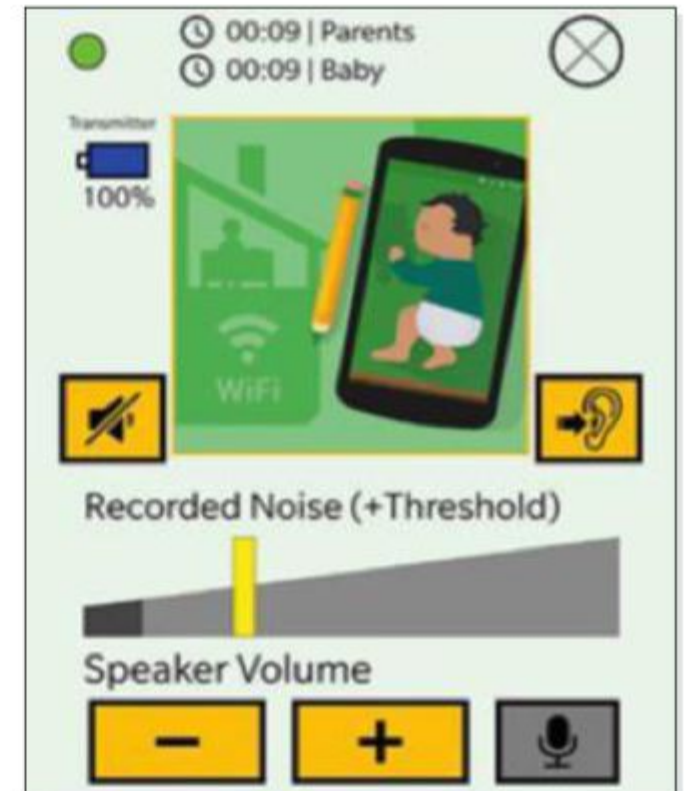 00:09 | Parents
00:09 | Baby
Transmitter
100%
WiFi
Recorded Noise (+Threshold)
Speaker Volume